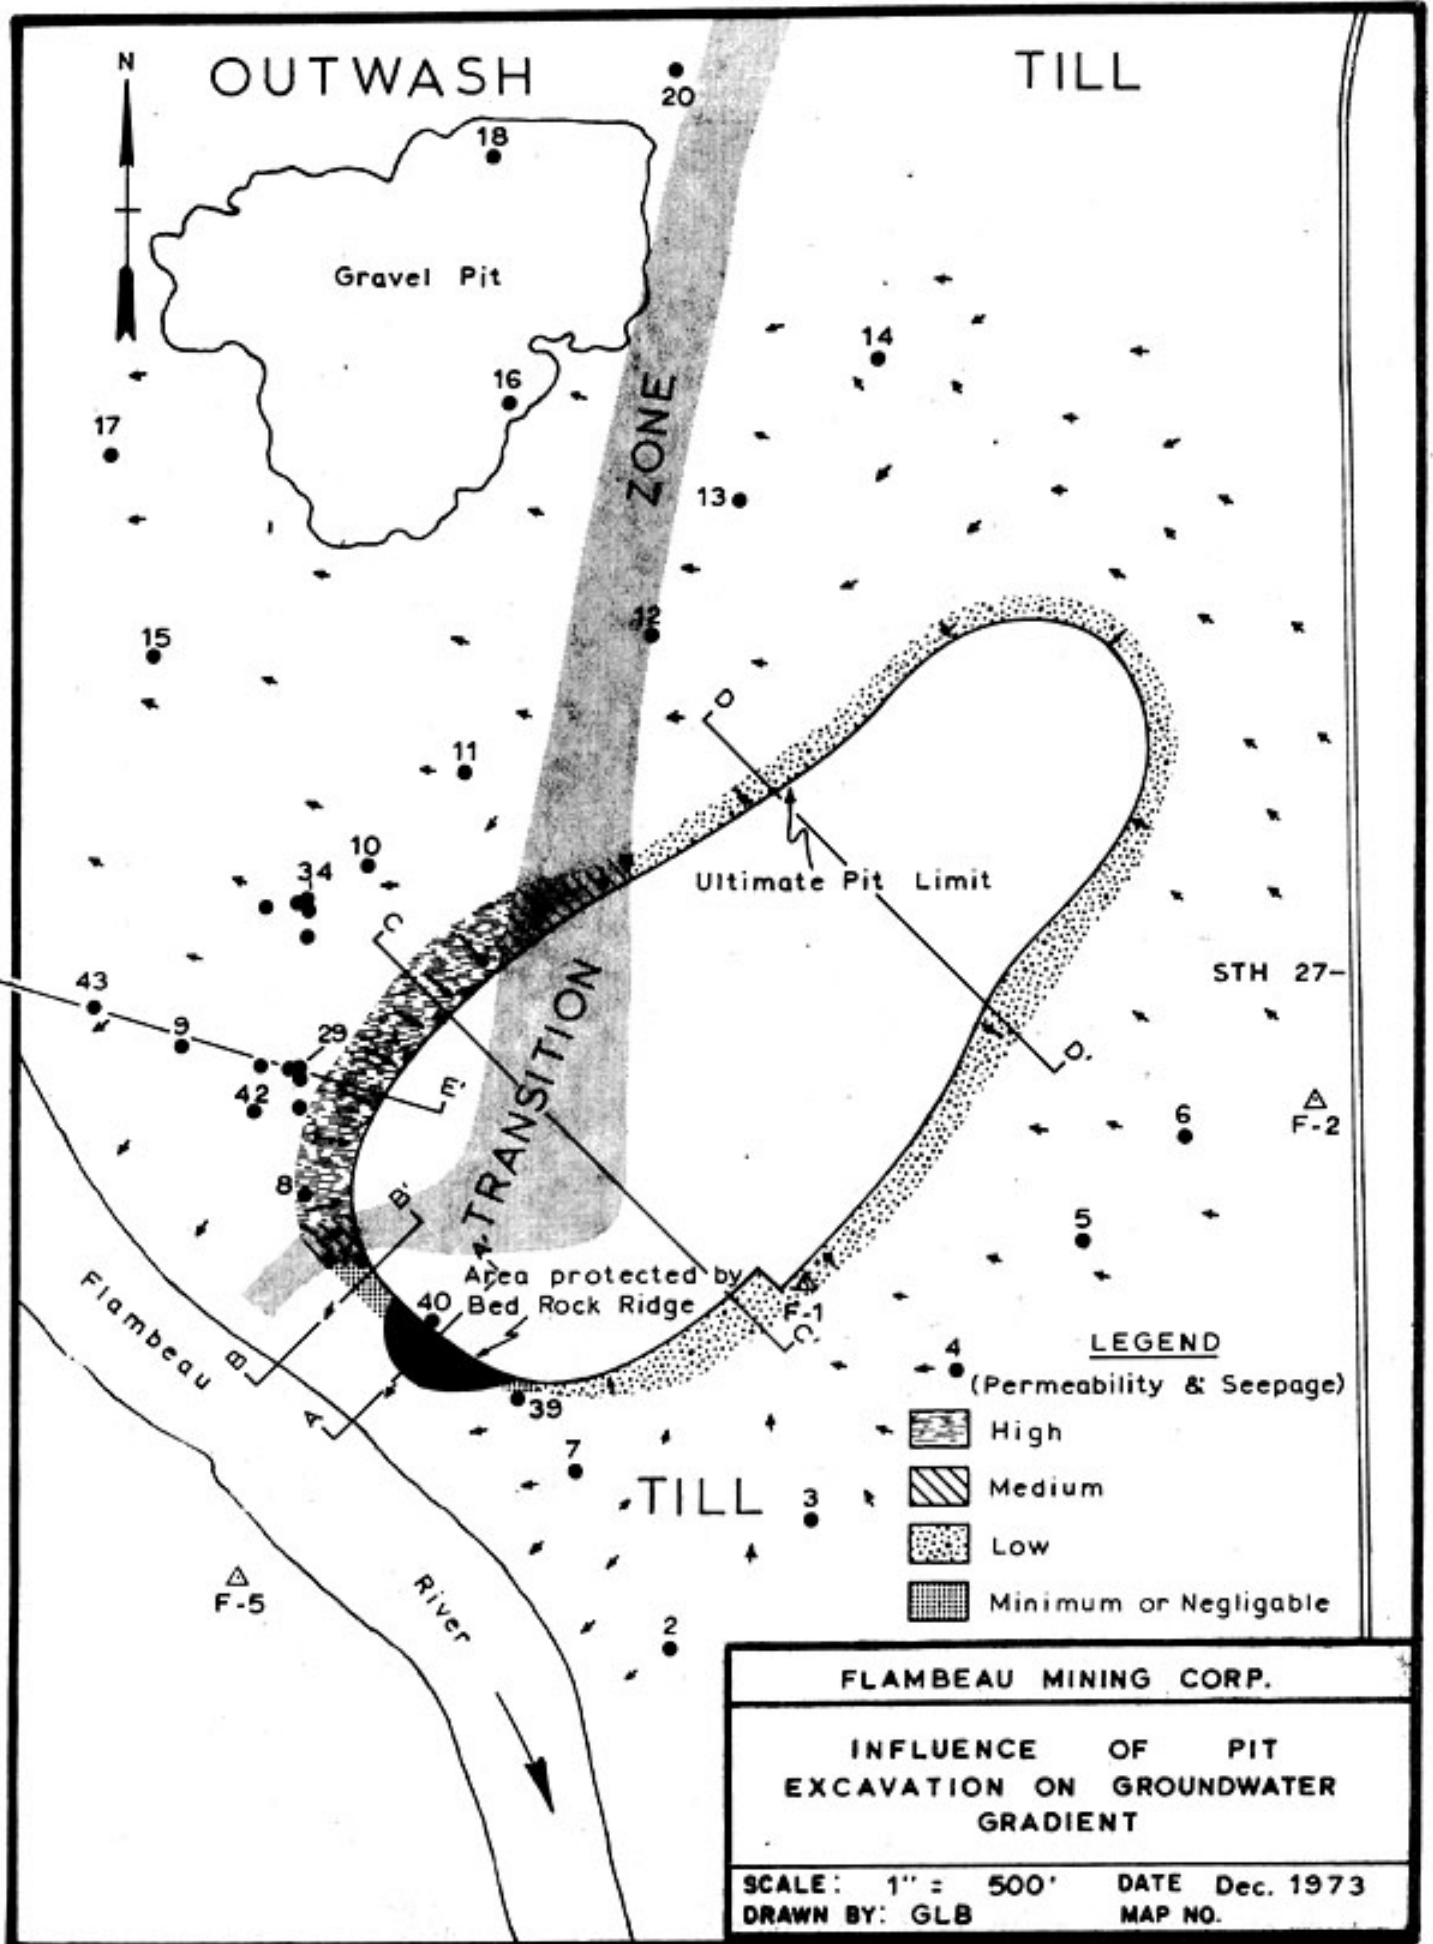 N
OUTWASH
TILL
20
18
Gravel Pit
14
16
17
ZONE
13
12
15
D
11
10
34
Ultimate Pit Limit
C
STH 27
43
9
29
E'
42
TRANSITION
D'
F-2
6
8
B'
5
A'
Area protected by
Bed Rock Ridge
40
F-1
C'
Flambeau
B
A
39
4
LEGEND
(Permeability & Seepage)
High
Medium
Low
Minimum or Negligable
7
TILL
3
F-5
River
2
FLAMBEAU MINING CORP.
INFLUENCE OF PIT
EXCAVATION ON GROUNDWATER
GRADIENT
SCALE: 1" = 500' DATE Dec. 1973
DRAWN BY: GLB MAP NO.